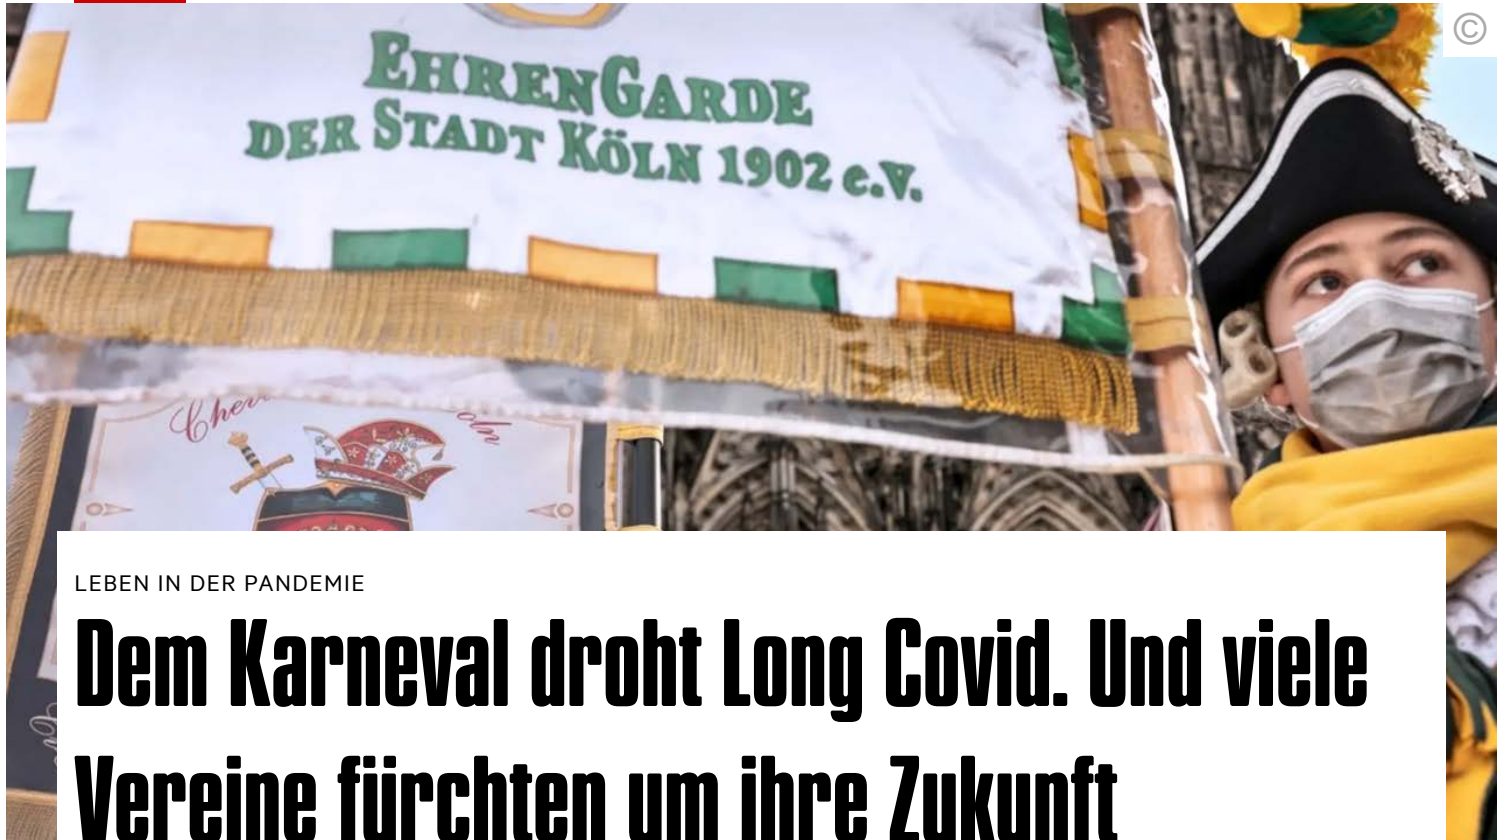 ©
EHRENGARDE
DER STADT KÖLN 1902 e.V.
LEBEN IN DER PANDEMIE
Dem Karneval droht Long Covid. Und viele
Vereine fürchten um ihre Zukunft